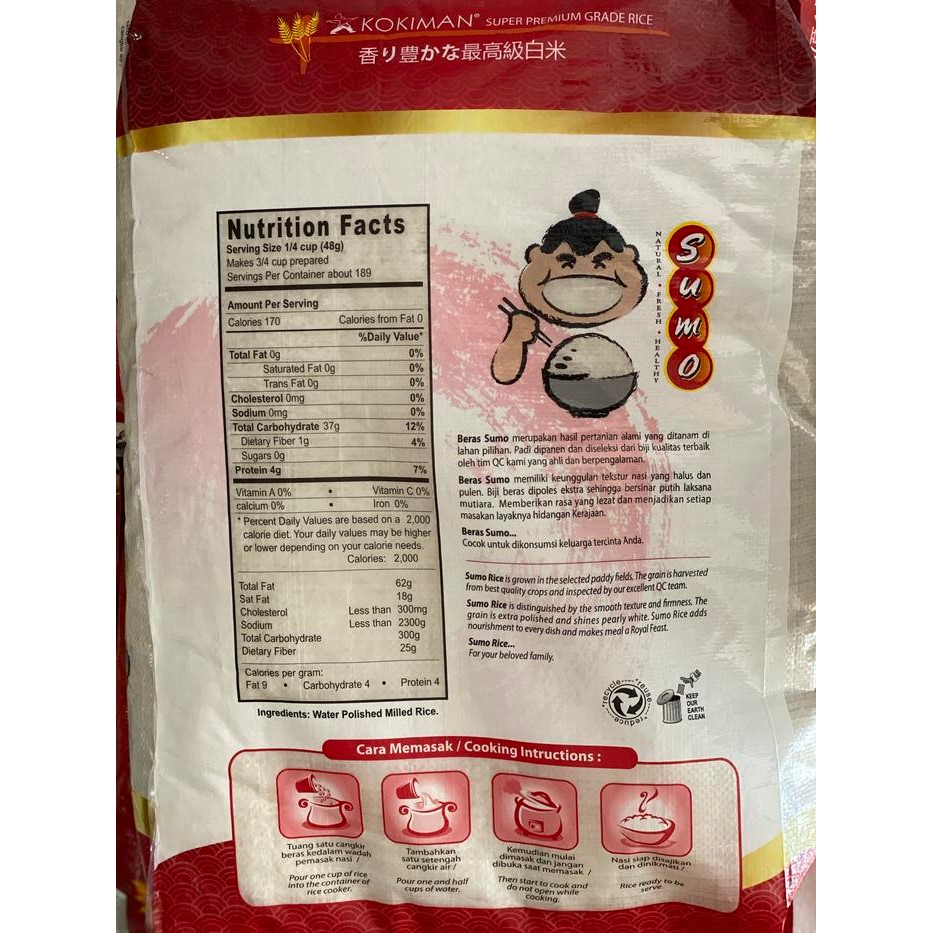 KOKIMAN® SUPER PREMIUM GRADE RICE
香り豊かな最高級白米
Nutrition Facts
Serving Size 1/4 cup (48g)
Makes 3/4 cup prepared
Servings Per Container about 189
Amount Per Serving
Calories 170 Calories from Fat 0
%Daily Value*
Total Fat 0g 0%
Saturated Fat 0g 0%
Trans Fat 0g 0%
Cholesterol 0mg 0%
Sodium 0mg 0%
Total Carbohydrate 37g 12%
Dietary Fiber 1g 4%
Sugars 0g
Protein 4g 7%
Vitamin A 0% • Vitamin C 0%
calcium 0% • Iron 0%
* Percent Daily Values are based on a 2,000
calorie diet. Your daily values may be higher
or lower depending on your calorie needs.
Calories: 2,000
Total Fat 62g
Sat Fat 18g
Cholesterol Less than 300mg
Sodium Less than 2300g
Total Carbohydrate 300g
Dietary Fiber 25g
Calories per gram:
Fat 9 • Carbohydrate 4 • Protein 4
Ingredients: Water Polished Milled Rice.
NATURAL • FRESH • HEALTHY
Sumo
Beras Sumo merupakan hasil pertanian alami yang ditanam di
lahan pilihan. Padi dipanen dan diseleksi dari biji kualitas terbaik
oleh tim QC kami yang ahli dan berpengalaman.
Beras Sumo memiliki keunggulan tekstur nasi yang halus dan
pulen. Biji beras dipoles ekstra sehingga bersinar putih laksana
mutiara. Memberikan rasa yang lezat dan menjadikan setiap
masakan layaknya hidangan Kerajaan.
Beras Sumo...
Cocok untuk dikonsumsi keluarga tercinta Anda.
Sumo Rice is grown in the selected paddy fields. The grain is harvested
from best quality crops and inspected by our excellent QC team.
Sumo Rice is distinguished by the smooth texture and firmness. The
grain is extra polished and shines pearly white. Sumo Rice adds
nourishment to every dish and makes meal a Royal Feast.
Sumo Rice...
For your beloved family.
recycle reuse reduce
KEEP
OUR
EARTH
CLEAN
Cara Memasak / Cooking Intructions :
Tuang satu cangkir
beras kedalam wadah
pemasak nasi /
Pour one cup of rice
into the container of
rice cooker.
Tambahkan
satu setengah
cangkir air /
Pour one and half
cups of water.
Kemudian mulai
dimasak dan jangan
dibuka saat memasak /
Then start to cook and
do not open while
cooking.
Nasi siap disajikan
dan dinikmati /
Rice ready to be
serve.